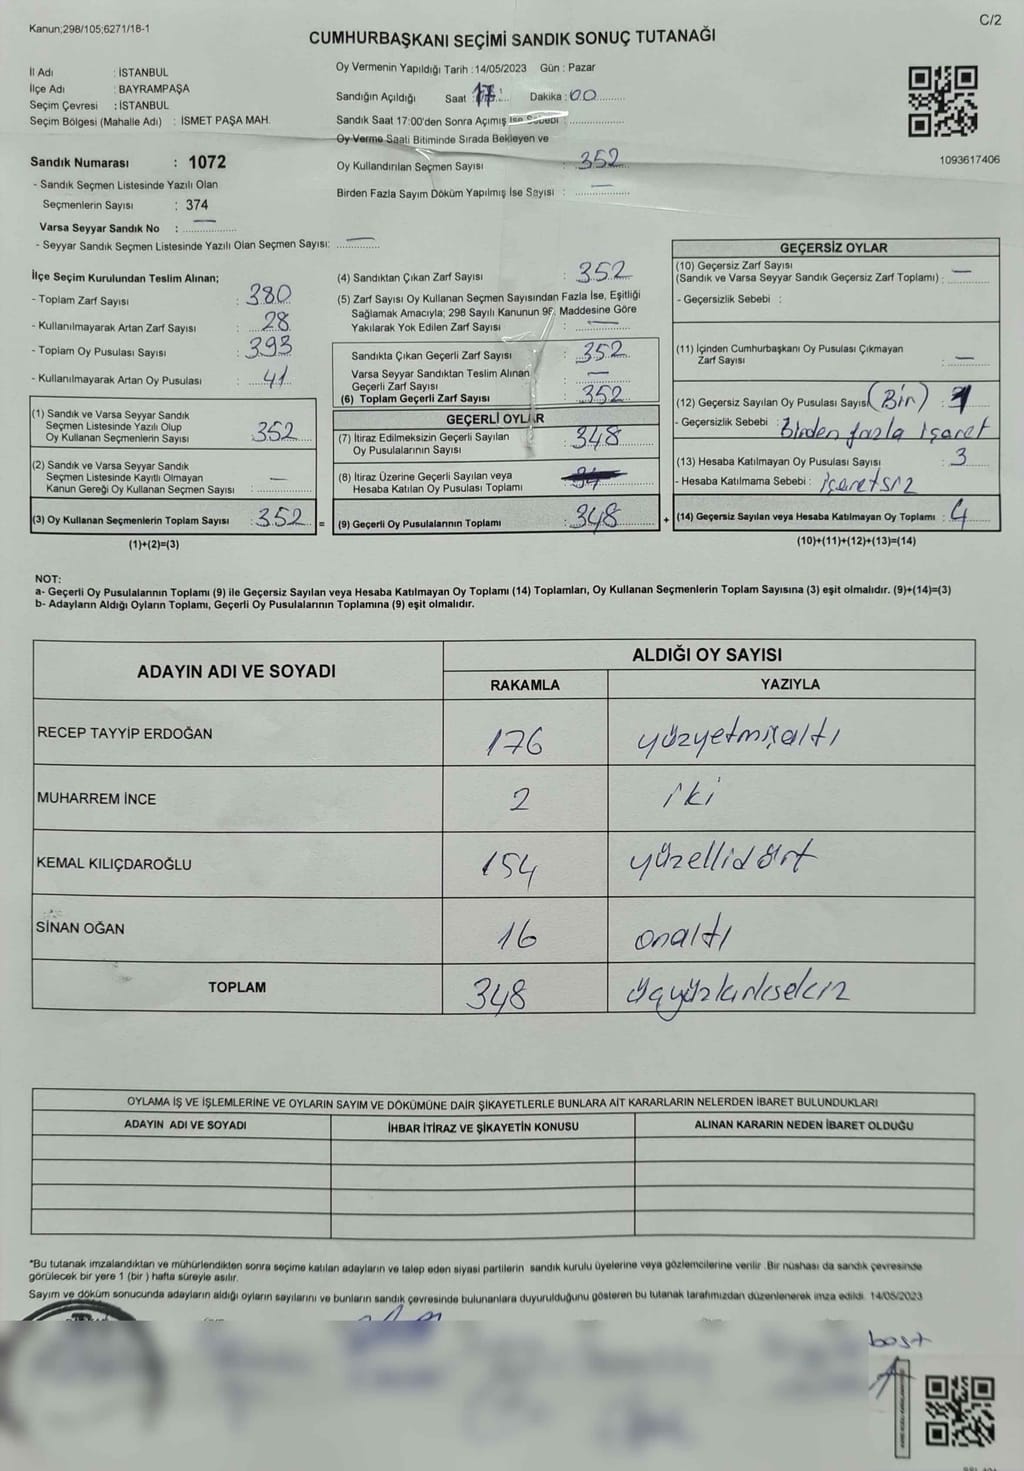 Kanun;298/105;6271/18-1
C/2
CUMHURBAŞKANI SEÇİMİ SANDIK SONUÇ TUTANAĞI
İl Adı : İSTANBUL
İlçe Adı : BAYRAMPAŞA
Seçim Çevresi : İSTANBUL
Seçim Bölgesi (Mahalle Adı) : İSMET PAŞA MAH.
Oy Vermenin Yapıldığı Tarih : 14/05/2023 Gün : Pazar
Sandığın Açıldığı Saat : 17 Dakika : 00
Sandık Saat 17:00'den Sonra Açılmış İse Sebebi :
Oy Verme Saati Bitiminde Sırada Bekleyen ve
Oy Kullandırılan Seçmen Sayısı : 352
Birden Fazla Sayım Döküm Yapılmış İse Sayısı : —
1093617406
Sandık Numarası : 1072
- Sandık Seçmen Listesinde Yazılı Olan
Seçmenlerin Sayısı : 374
Varsa Seyyar Sandık No : —
- Seyyar Sandık Seçmen Listesinde Yazılı Olan Seçmen Sayısı: —
İlçe Seçim Kurulundan Teslim Alınan;
- Toplam Zarf Sayısı : 380
- Kullanılmayarak Artan Zarf Sayısı : 28
- Toplam Oy Pusulası Sayısı : 393
- Kullanılmayarak Artan Oy Pusulası : 41
(1) Sandık ve Varsa Seyyar Sandık
Seçmen Listesinde Yazılı Olup
Oy Kullanan Seçmenlerin Sayısı 352
(2) Sandık ve Varsa Seyyar Sandık
Seçmen Listesinde Kayıtlı Olmayan
Kanun Gereği Oy Kullanan Seçmen Sayısı : —
(3) Oy Kullanan Seçmenlerin Toplam Sayısı : 352 =
(1)+(2)=(3)
(4) Sandıktan Çıkan Zarf Sayısı : 352
(5) Zarf Sayısı Oy Kullanan Seçmen Sayısından Fazla İse, Eşitliği
Sağlamak Amacıyla; 298 Sayılı Kanunun 98. Maddesine Göre
Yakılarak Yok Edilen Zarf Sayısı : —
Sandıkta Çıkan Geçerli Zarf Sayısı : 352
Varsa Seyyar Sandıktan Teslim Alınan
Geçerli Zarf Sayısı : —
(6) Toplam Geçerli Zarf Sayısı : 352
GEÇERLİ OYLAR
(7) İtiraz Edilmeksizin Geçerli Sayılan
Oy Pusulasının Sayısı : 348
(8) İtiraz Üzerine Geçerli Sayılan veya
Hesaba Katılan Oy Pusulası Toplamı :
(9) Geçerli Oy Pusulalarının Toplamı : 348 +
GEÇERSİZ OYLAR
(10) Geçersiz Zarf Sayısı
(Sandık ve Varsa Seyyar Sandık Geçersiz Zarf Toplamı) : —
- Geçersizlik Sebebi :
(11) İçinden Cumhurbaşkanı Oy Pusulası Çıkmayan
Zarf Sayısı : —
(12) Geçersiz Sayılan Oy Pusulası Sayısı (Bir) : 1
- Geçersizlik Sebebi : Birden fazla işaret
(13) Hesaba Katılmayan Oy Pusulası Sayısı : 3
- Hesaba Katılmama Sebebi : işaretsiz
(14) Geçersiz Sayılan veya Hesaba Katılmayan Oy Toplamı : 4
(10)+(11)+(12)+(13)=(14)
NOT:
a- Geçerli Oy Pusulalarının Toplamı (9) ile Geçersiz Sayılan veya Hesaba Katılmayan Oy Toplamı (14) Toplamları, Oy Kullanan Seçmenlerin Toplam Sayısına (3) eşit olmalıdır. (9)+(14)=(3)
b- Adayların Aldığı Oyların Toplamı, Geçerli Oy Pusulalarının Toplamına (9) eşit olmalıdır.
ADAYIN ADI VE SOYADI
ALDIĞI OY SAYISI
RAKAMLA YAZIYLA
RECEP TAYYİP ERDOĞAN 176 yüzyetmişaltı
MUHARREM İNCE 2 iki
KEMAL KILIÇDAROĞLU 154 yüzellidört
SİNAN OĞAN 16 onaltı
TOPLAM 348 üçyüzkırksekiz
OYLAMA İŞ VE İŞLEMLERİNE VE OYLARIN SAYIM VE DÖKÜMÜNE DAİR ŞİKAYETLERLE BUNLARA AİT KARARLARIN NELERDEN İBARET BULUNDUKLARI
ADAYIN ADI VE SOYADI İHBAR İTİRAZ VE ŞİKAYETİN KONUSU ALINAN KARARIN NEDEN İBARET OLDUĞU
*Bu tutanak imzalandıktan ve mühürlendikten sonra seçime katılan adayların ve talep eden siyasi partilerin sandık kurulu üyelerine veya gözlemcilerine verilir .Bir nüshası da sandık çevresinde
görülecek bir yere 1 (bir ) hafta süreyle asılır.
Sayım ve döküm sonucunda adayların aldığı oyların sayılarını ve bunların sandık çevresinde bulunanlara duyurulduğunu gösteren bu tutanak tarafımızdan düzenlenerek imza edildi. 14/05/2023